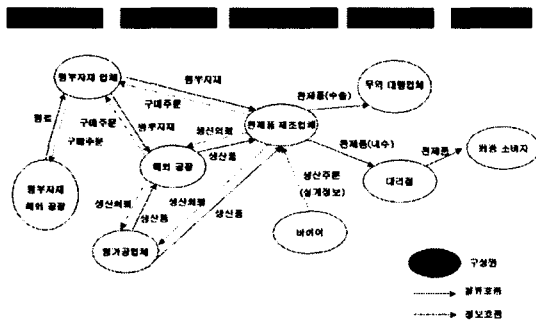 원부자재 업체
원부자재
구매주문
완제품(수출)
무역 대행업체
원료
구매주문
구매주문
원부자재
생산의뢰
완제품 제조업체
해외 공장
생산품
완제품(내수)
완제품
최종 소비자
대리점
원부자재
해외 공장
생산의뢰
생산품
생산의뢰
생산품
생산주문
(설계정보)
바이어
임가공업체
구성원
물류흐름
정보흐름